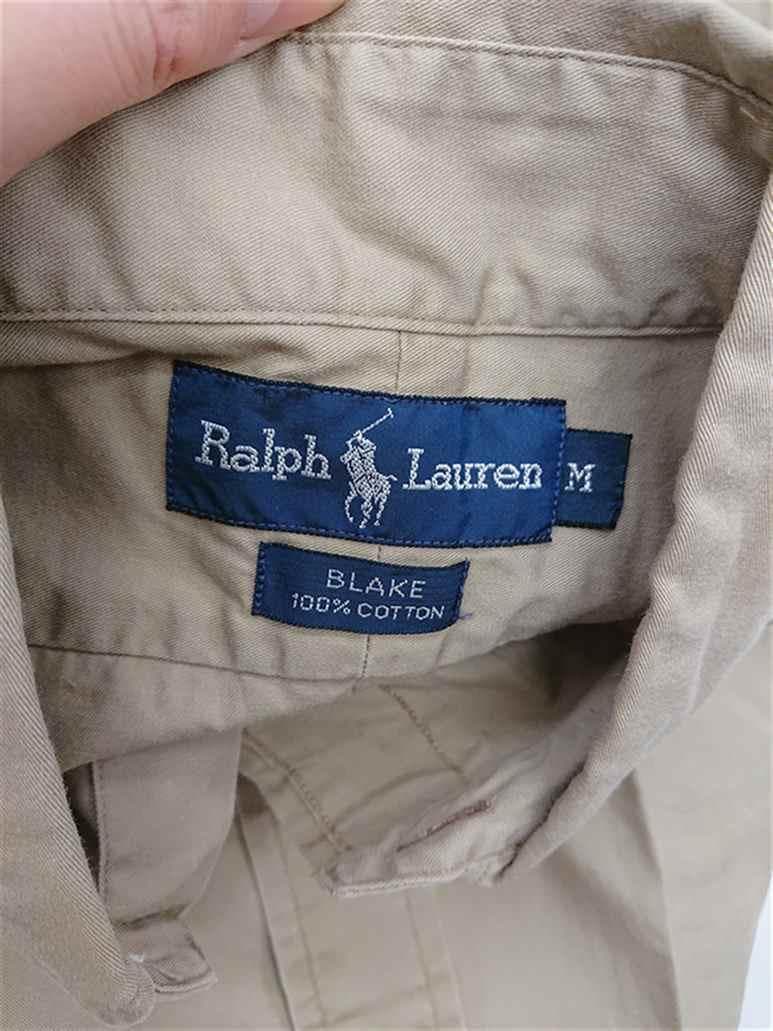 Ralph Lauren M
BLAKE
100% COTTON